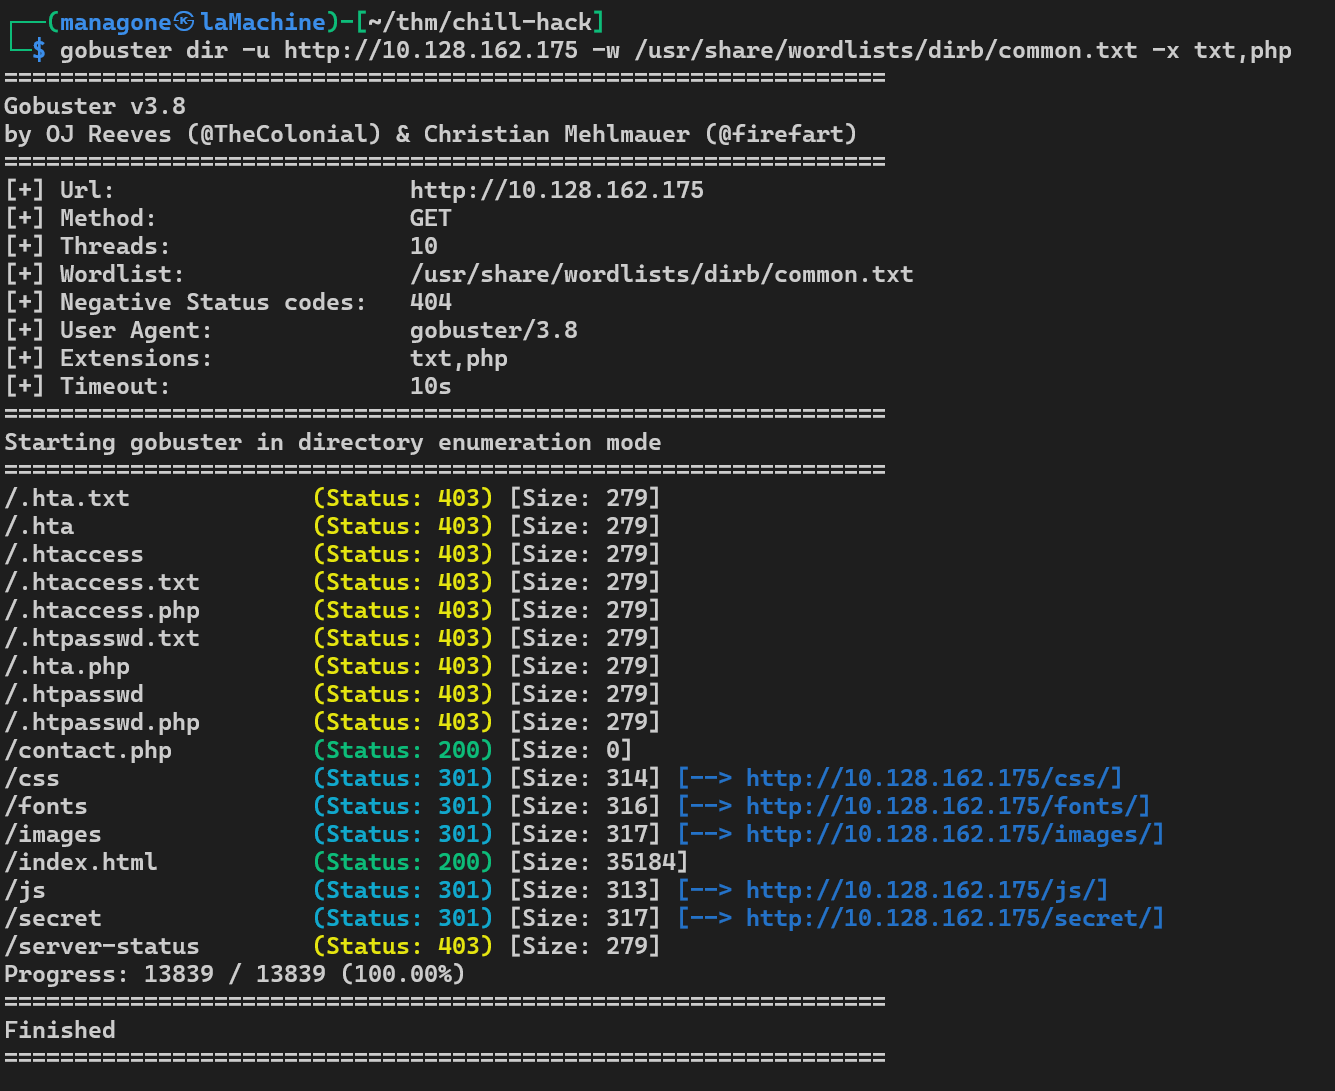 ┌──(managone㉿laMachine)-[~/thm/chill-hack]
└─$ gobuster dir -u http://10.128.162.175 -w /usr/share/wordlists/dirb/common.txt -x txt,php
===============================================================
Gobuster v3.8
by OJ Reeves (@TheColonial) & Christian Mehlmauer (@firefart)
===============================================================
[+] Url:                     http://10.128.162.175
[+] Method:                  GET
[+] Threads:                 10
[+] Wordlist:                /usr/share/wordlists/dirb/common.txt
[+] Negative Status codes:   404
[+] User Agent:              gobuster/3.8
[+] Extensions:              txt,php
[+] Timeout:                 10s
===============================================================
Starting gobuster in directory enumeration mode
===============================================================
/.hta.txt             (Status: 403) [Size: 279]
/.hta                 (Status: 403) [Size: 279]
/.htaccess            (Status: 403) [Size: 279]
/.htaccess.txt        (Status: 403) [Size: 279]
/.htaccess.php        (Status: 403) [Size: 279]
/.htpasswd.txt        (Status: 403) [Size: 279]
/.hta.php             (Status: 403) [Size: 279]
/.htpasswd            (Status: 403) [Size: 279]
/.htpasswd.php        (Status: 403) [Size: 279]
/contact.php          (Status: 200) [Size: 0]
/css                  (Status: 301) [Size: 314] [--> http://10.128.162.175/css/]
/fonts                (Status: 301) [Size: 316] [--> http://10.128.162.175/fonts/]
/images               (Status: 301) [Size: 317] [--> http://10.128.162.175/images/]
/index.html           (Status: 200) [Size: 35184]
/js                   (Status: 301) [Size: 313] [--> http://10.128.162.175/js/]
/secret               (Status: 301) [Size: 317] [--> http://10.128.162.175/secret/]
/server-status        (Status: 403) [Size: 279]
Progress: 13839 / 13839 (100.00%)
===============================================================
Finished
===============================================================